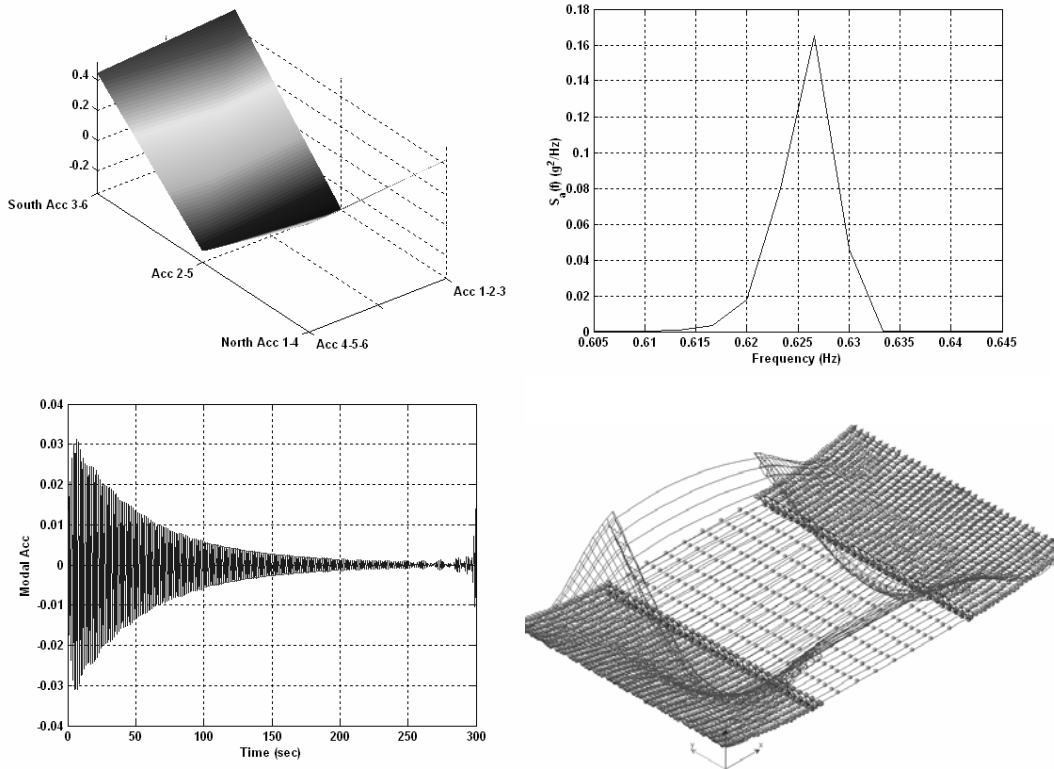 0.4
0.2
0
-0.2
South Acc 3-6
Acc 2-5
North Acc 1-4
Acc 4-5-6
Acc 1-2-3
0.18
0.16
0.14
0.12
0.1
0.08
0.06
0.04
0.02
0
S_a(f) (g^2/Hz)
0.605 0.61 0.615 0.62 0.625 0.63 0.635 0.64 0.645
Frequency (Hz)
0.04
0.03
0.02
0.01
0
-0.01
-0.02
-0.03
-0.04
Modal Acc
0 50 100 150 200 250 300
Time (sec)
Y
X